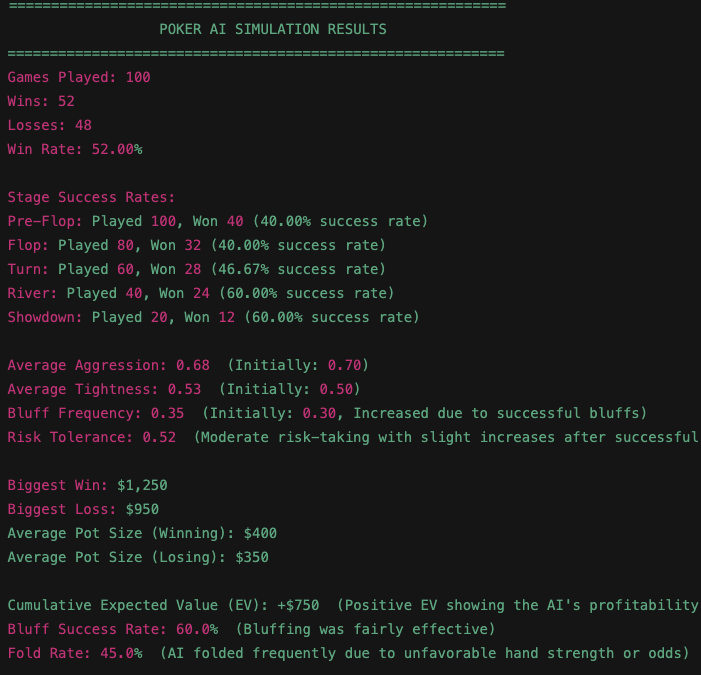 ===========================================================
POKER AI SIMULATION RESULTS
===========================================================
Games Played: 100
Wins: 52
Losses: 48
Win Rate: 52.00%
Stage Success Rates:
Pre-Flop: Played 100, Won 40 (40.00% success rate)
Flop: Played 80, Won 32 (40.00% success rate)
Turn: Played 60, Won 28 (46.67% success rate)
River: Played 40, Won 24 (60.00% success rate)
Showdown: Played 20, Won 12 (60.00% success rate)
Average Aggression: 0.68  (Initially: 0.70)
Average Tightness: 0.53  (Initially: 0.50)
Bluff Frequency: 0.35  (Initially: 0.30, Increased due to successful bluffs)
Risk Tolerance: 0.52  (Moderate risk-taking with slight increases after successful
Biggest Win: $1,250
Biggest Loss: $950
Average Pot Size (Winning): $400
Average Pot Size (Losing): $350
Cumulative Expected Value (EV): +$750  (Positive EV showing the AI's profitability
Bluff Success Rate: 60.0%  (Bluffing was fairly effective)
Fold Rate: 45.0%  (AI folded frequently due to unfavorable hand strength or odds)